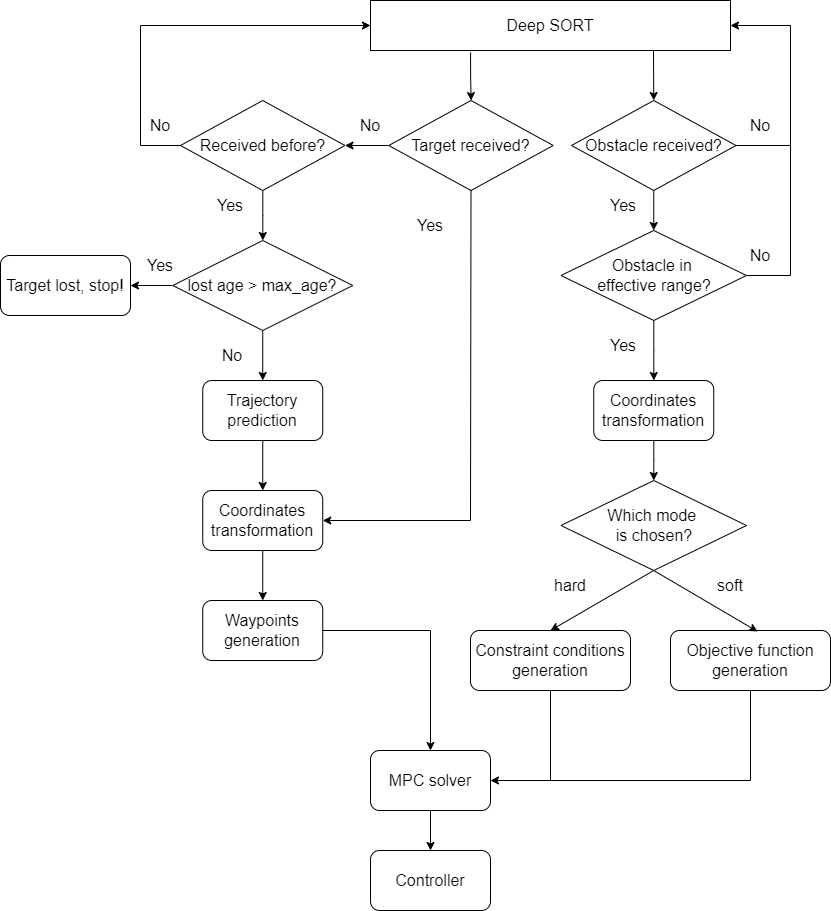 Deep SORT
No
Received before?
No
Target received?
Obstacle received?
No
Yes
Yes
Yes
Target lost, stop!
Yes
lost age > max_age?
Obstacle in
effective range?
No
No
Yes
Trajectory
prediction
Coordinates
transformation
Coordinates
transformation
Which mode
is chosen?
hard
soft
Waypoints
generation
Constraint conditions
generation
Objective function
generation
MPC solver
Controller